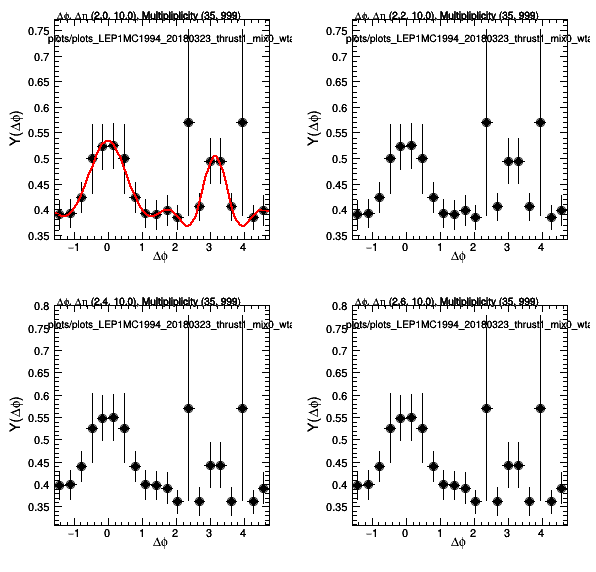 Δϕ, Δη (2.0, 10.0), Multipliplicity (35, 999)
plots/plots_LEP1MC1994_20180323_thrust1_mix0_wta
Y(Δϕ)
0.75
0.7
0.65
0.6
0.55
0.5
0.45
0.4
0.35
−1 0 1 2 3 4
Δϕ
Δϕ, Δη (2.2, 10.0), Multipliplicity (35, 999)
plots/plots_LEP1MC1994_20180323_thrust1_mix0_wta
Y(Δϕ)
0.75
0.7
0.65
0.6
0.55
0.5
0.45
0.4
0.35
−1 0 1 2 3 4
Δϕ
Δϕ, Δη (2.4, 10.0), Multipliplicity (35, 999)
plots/plots_LEP1MC1994_20180323_thrust1_mix0_wta
Y(Δϕ)
0.8
0.75
0.7
0.65
0.6
0.55
0.5
0.45
0.4
0.35
−1 0 1 2 3 4
Δϕ
Δϕ, Δη (2.6, 10.0), Multipliplicity (35, 999)
plots/plots_LEP1MC1994_20180323_thrust1_mix0_wta
Y(Δϕ)
0.8
0.75
0.7
0.65
0.6
0.55
0.5
0.45
0.4
0.35
−1 0 1 2 3 4
Δϕ